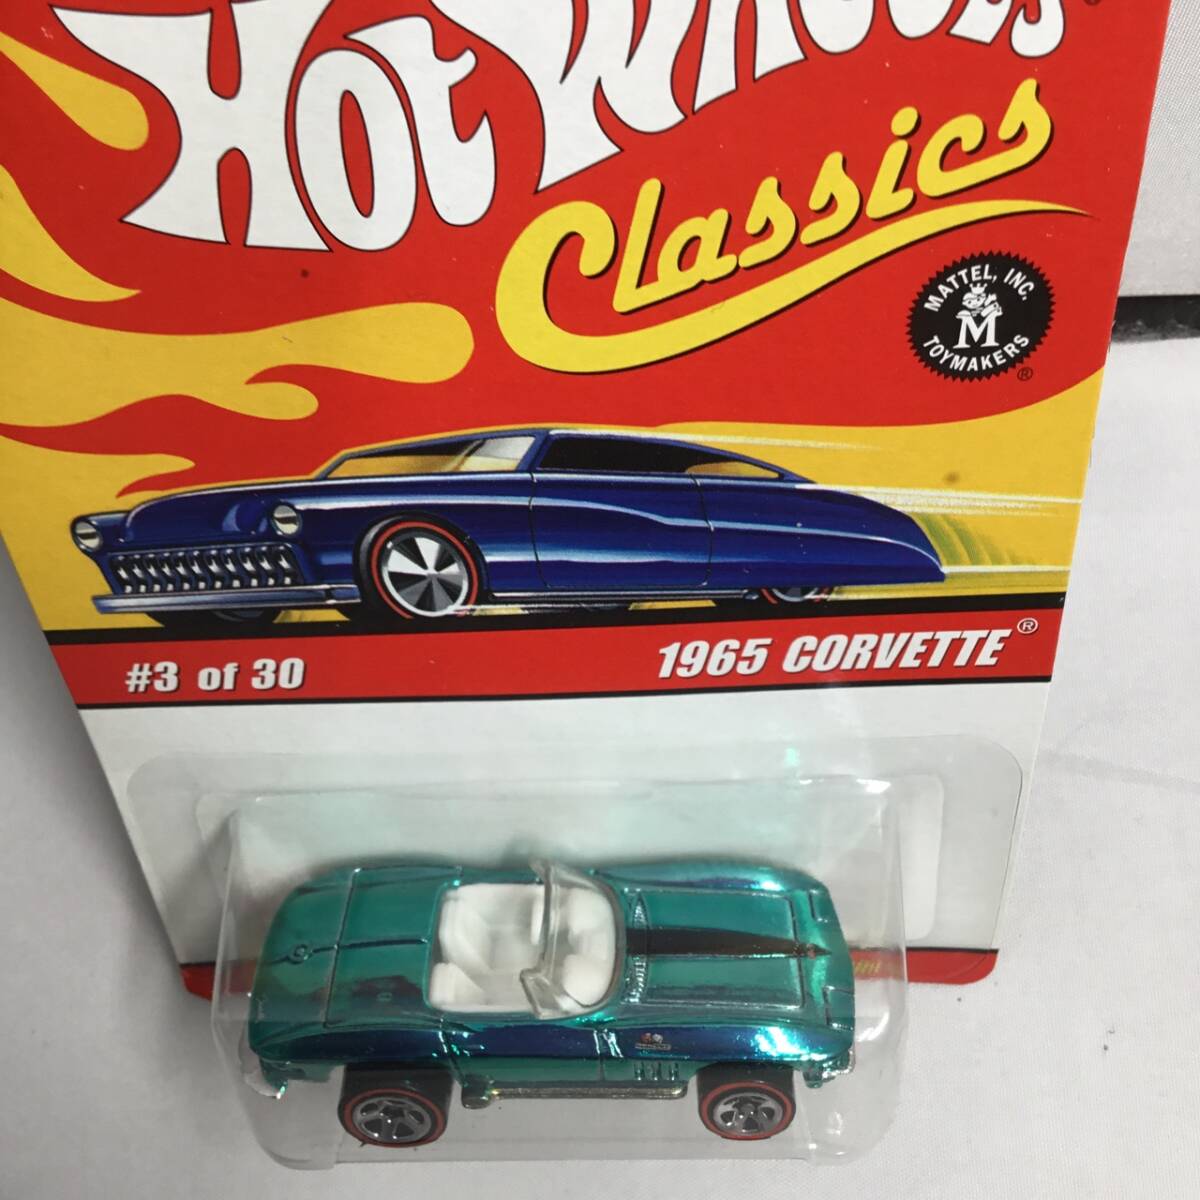 HOT WHEELS
Classics
MATTEL, INC.
M
TOYMAKERS
®
#3 of 30
1965 CORVETTE®